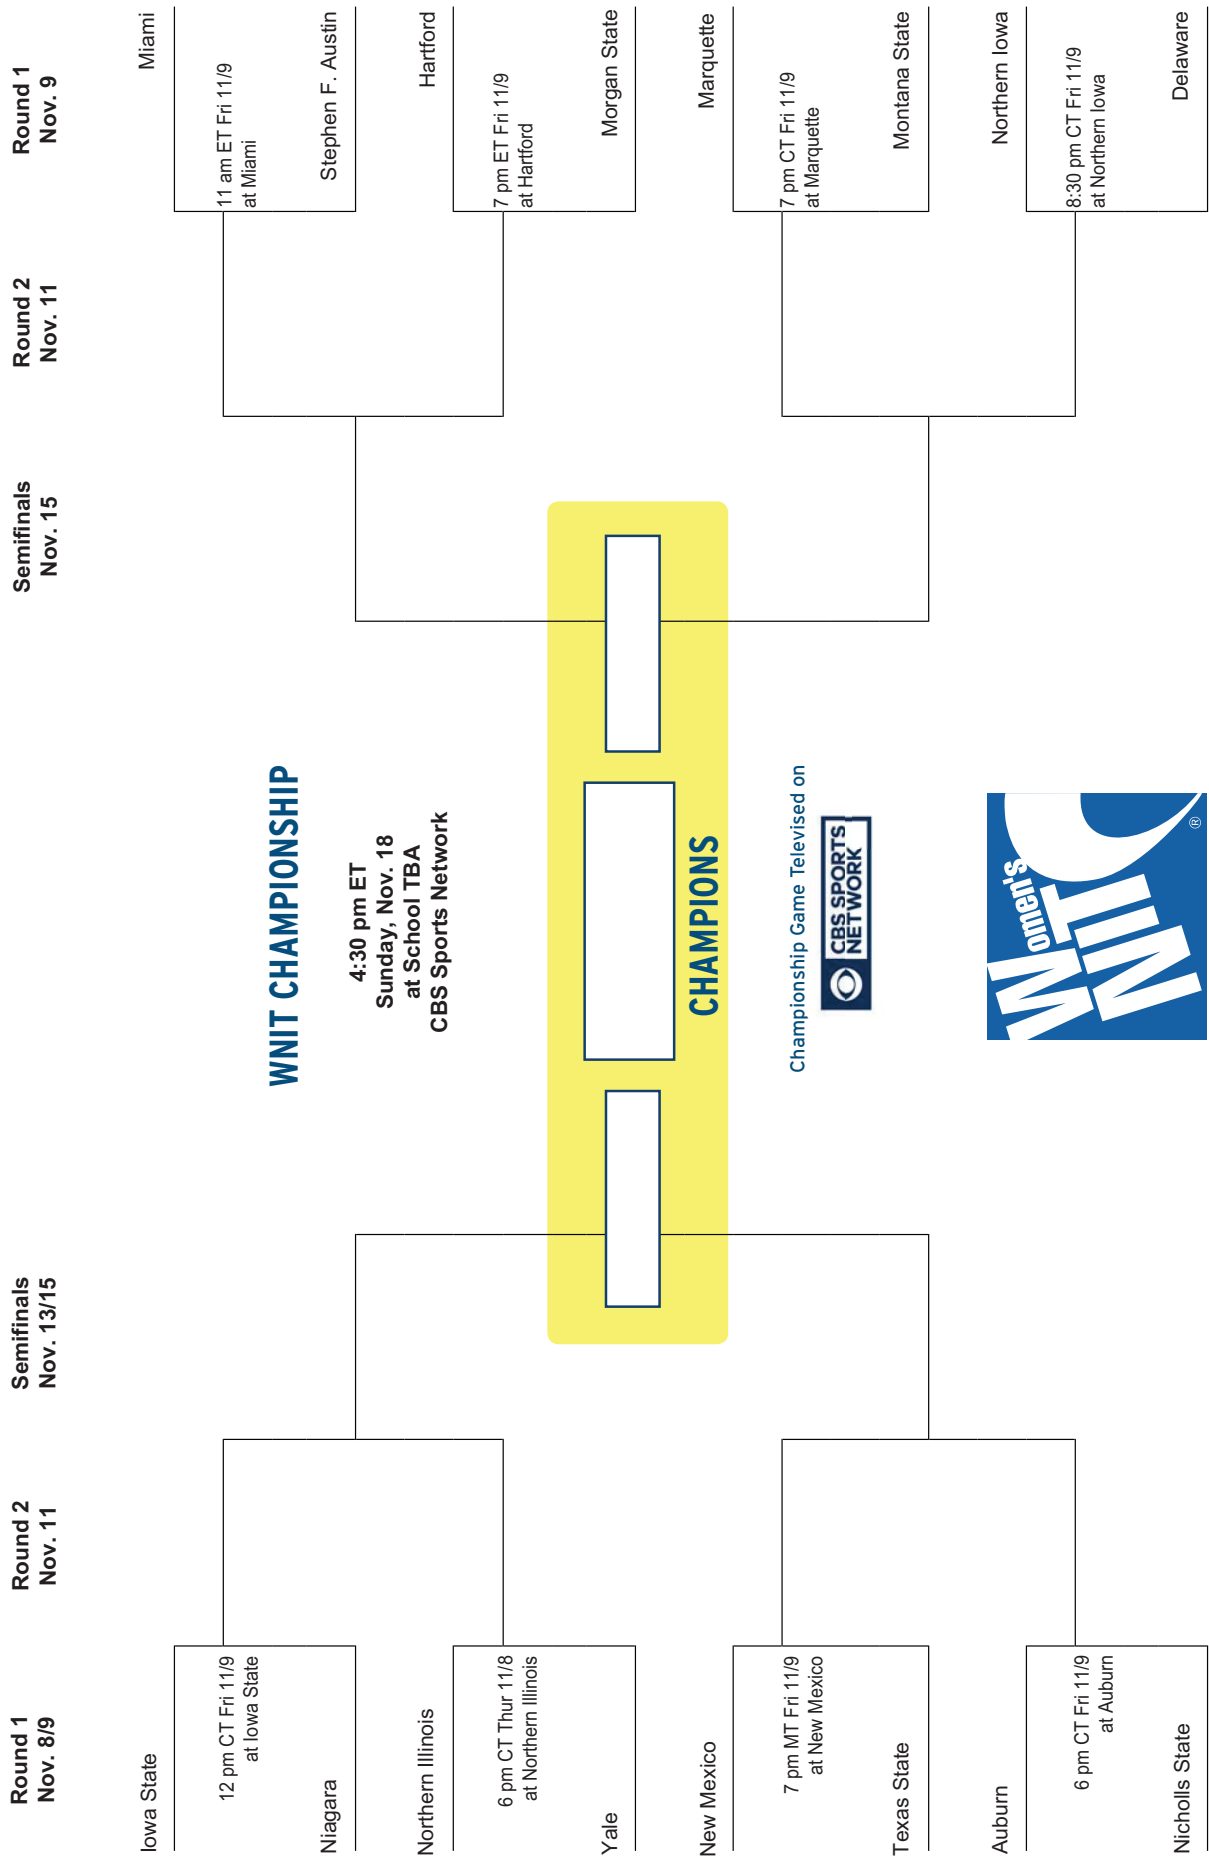 Round 1
Nov. 8/9
Round 2
Nov. 11
Semifinals
Nov. 13/15
Semifinals
Nov. 15
Round 2
Nov. 11
Round 1
Nov. 9
Iowa State
12 pm CT Fri 11/9
at Iowa State
Niagara
Northern Illinois
6 pm CT Thur 11/8
at Northern Illinois
Yale
New Mexico
7 pm MT Fri 11/9
at New Mexico
Texas State
Auburn
6 pm CT Fri 11/9
at Auburn
Nicholls State
WNIT CHAMPIONSHIP
4:30 pm ET
Sunday, Nov. 18
at School TBA
CBS Sports Network
CHAMPIONS
Championship Game Televised on
CBS SPORTS
NETWORK
Women's
NIT
®
Miami
11 am ET Fri 11/9
at Miami
Stephen F. Austin
Hartford
7 pm ET Fri 11/9
at Hartford
Morgan State
Marquette
7 pm CT Fri 11/9
at Marquette
Montana State
Northern Iowa
8:30 pm CT Fri 11/9
at Northern Iowa
Delaware